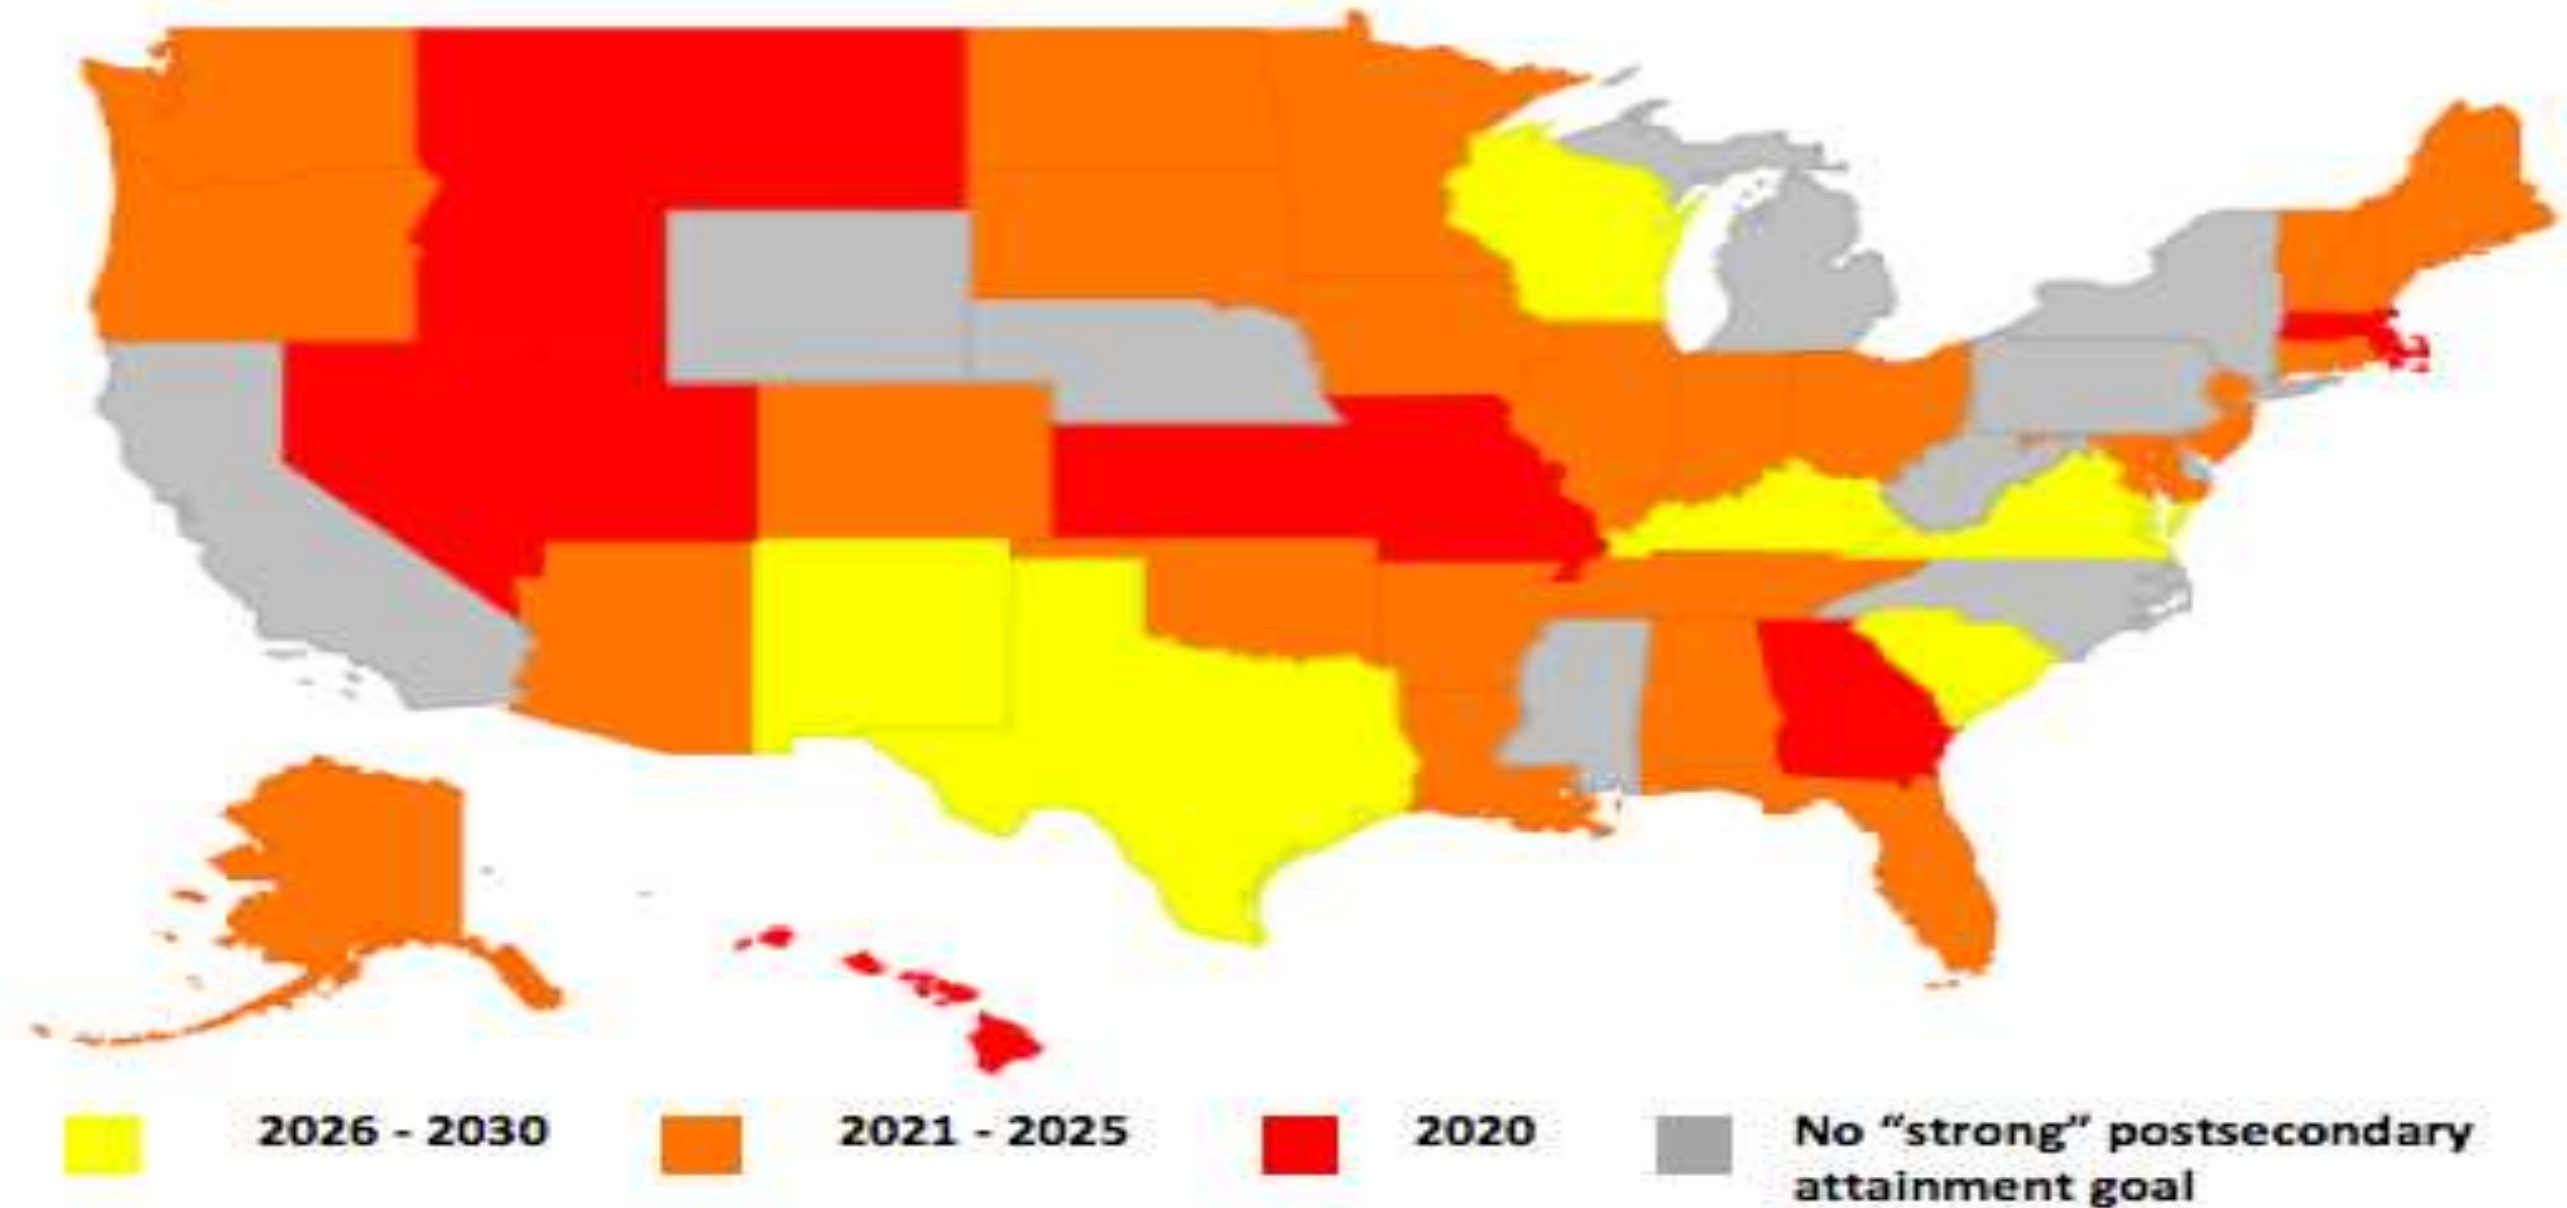 2026 - 2030
2021 - 2025
2020
No “strong” postsecondary
attainment goal